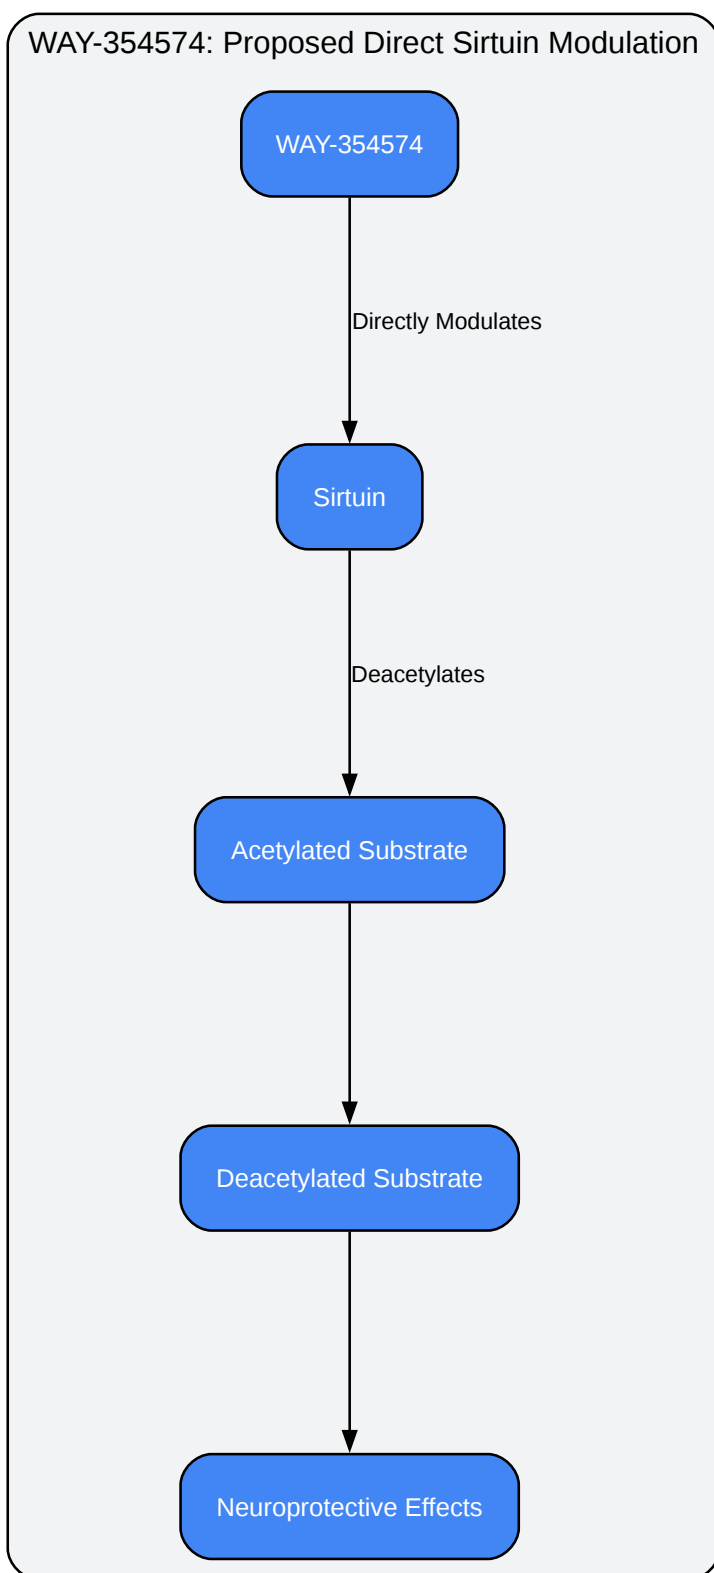 WAY-354574: Proposed Direct Sirtuin Modulation
WAY-354574
Directly Modulates
Sirtuin
Deacetylates
Acetylated Substrate
Deacetylated Substrate
Neuroprotective Effects